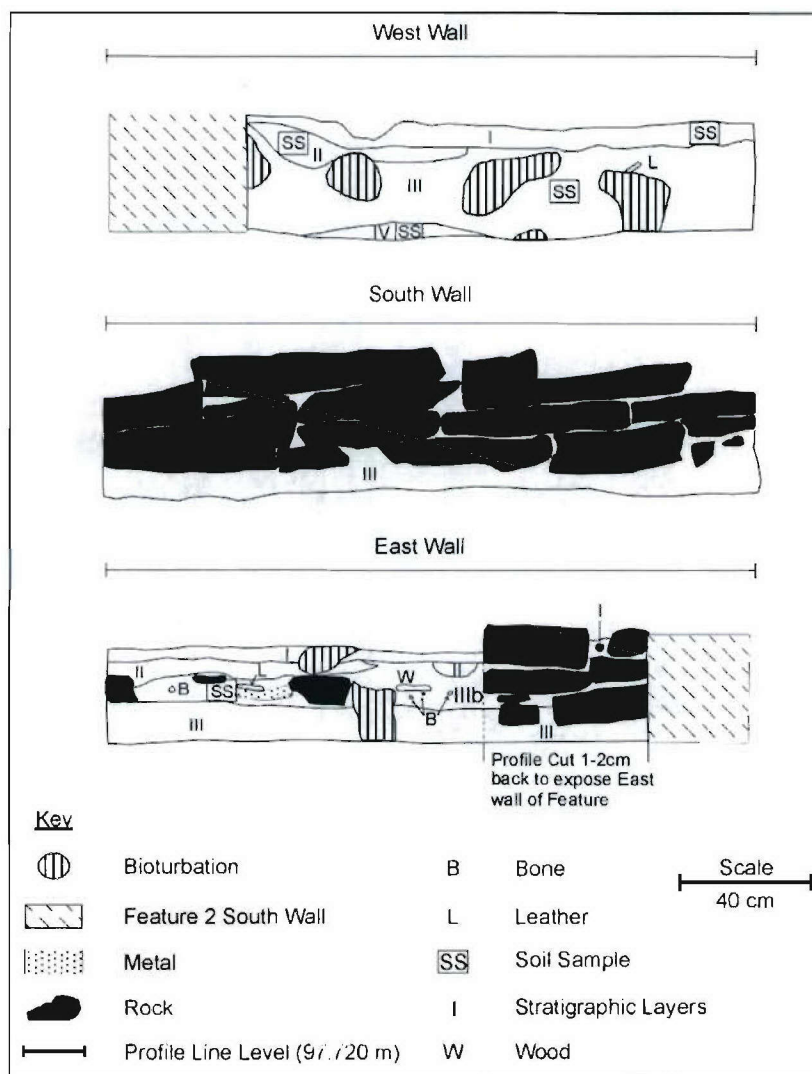 West Wall
SS
II
I
SS
III
SS
L
V
SS
South Wall
III
East Wall
I
I
II
L
W
II
B
SS
IIIb
B
III
III
Profile Cut 1-2cm
back to expose East
wall of Feature
Key
Bioturbation
B
Bone
Scale
40 cm
Feature 2 South Wall
L
Leather
Metal
SS
Soil Sample
Rock
I
Stratigraphic Layers
Profile Line Level (97.720 m)
W
Wood